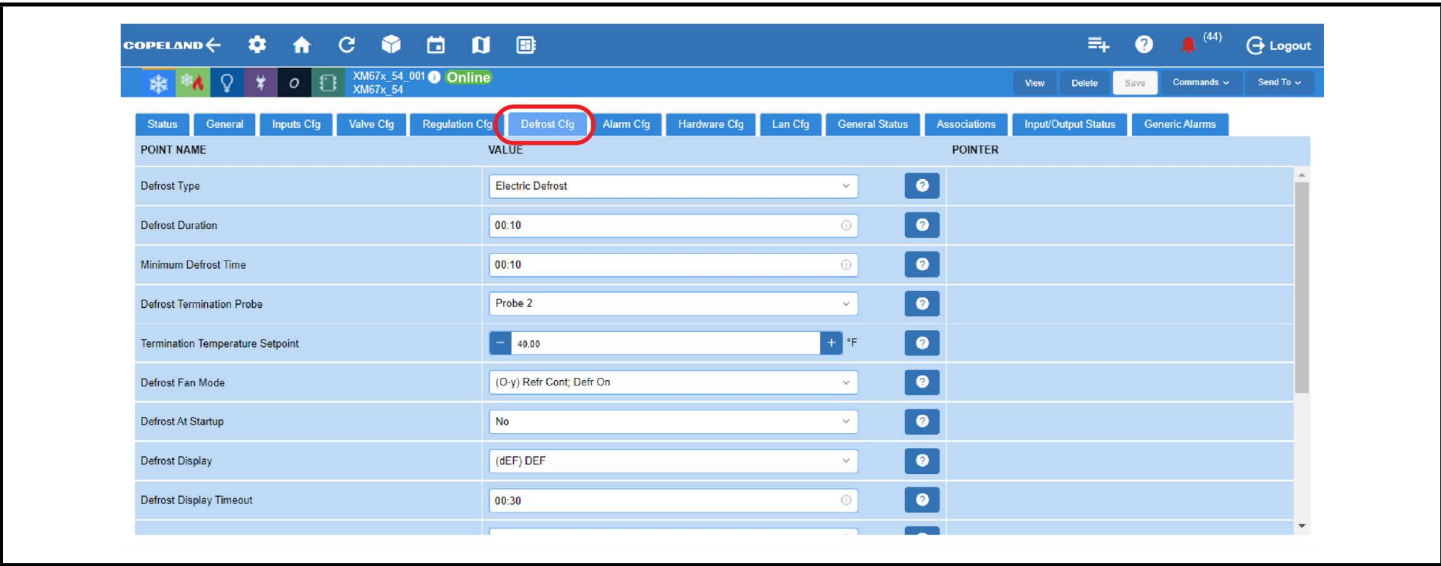 COPELAND (44) Logout
XM67x_54_001 Online
XM67x_54
View Delete Save Commands Send To
Status General Inputs Cfg Valve Cfg Regulation Cfg Defrost Cfg Alarm Cfg Hardware Cfg Lan Cfg General Status Associations Input/Output Status Generic Alarms
POINT NAME VALUE POINTER
Defrost Type Electric Defrost
Defrost Duration 00:10
Minimum Defrost Time 00:10
Defrost Termination Probe Probe 2
Termination Temperature Setpoint − 40.00 + °F
Defrost Fan Mode (O-y) Refr Cont; Defr On
Defrost At Startup No
Defrost Display (dEF) DEF
Defrost Display Timeout 00:30